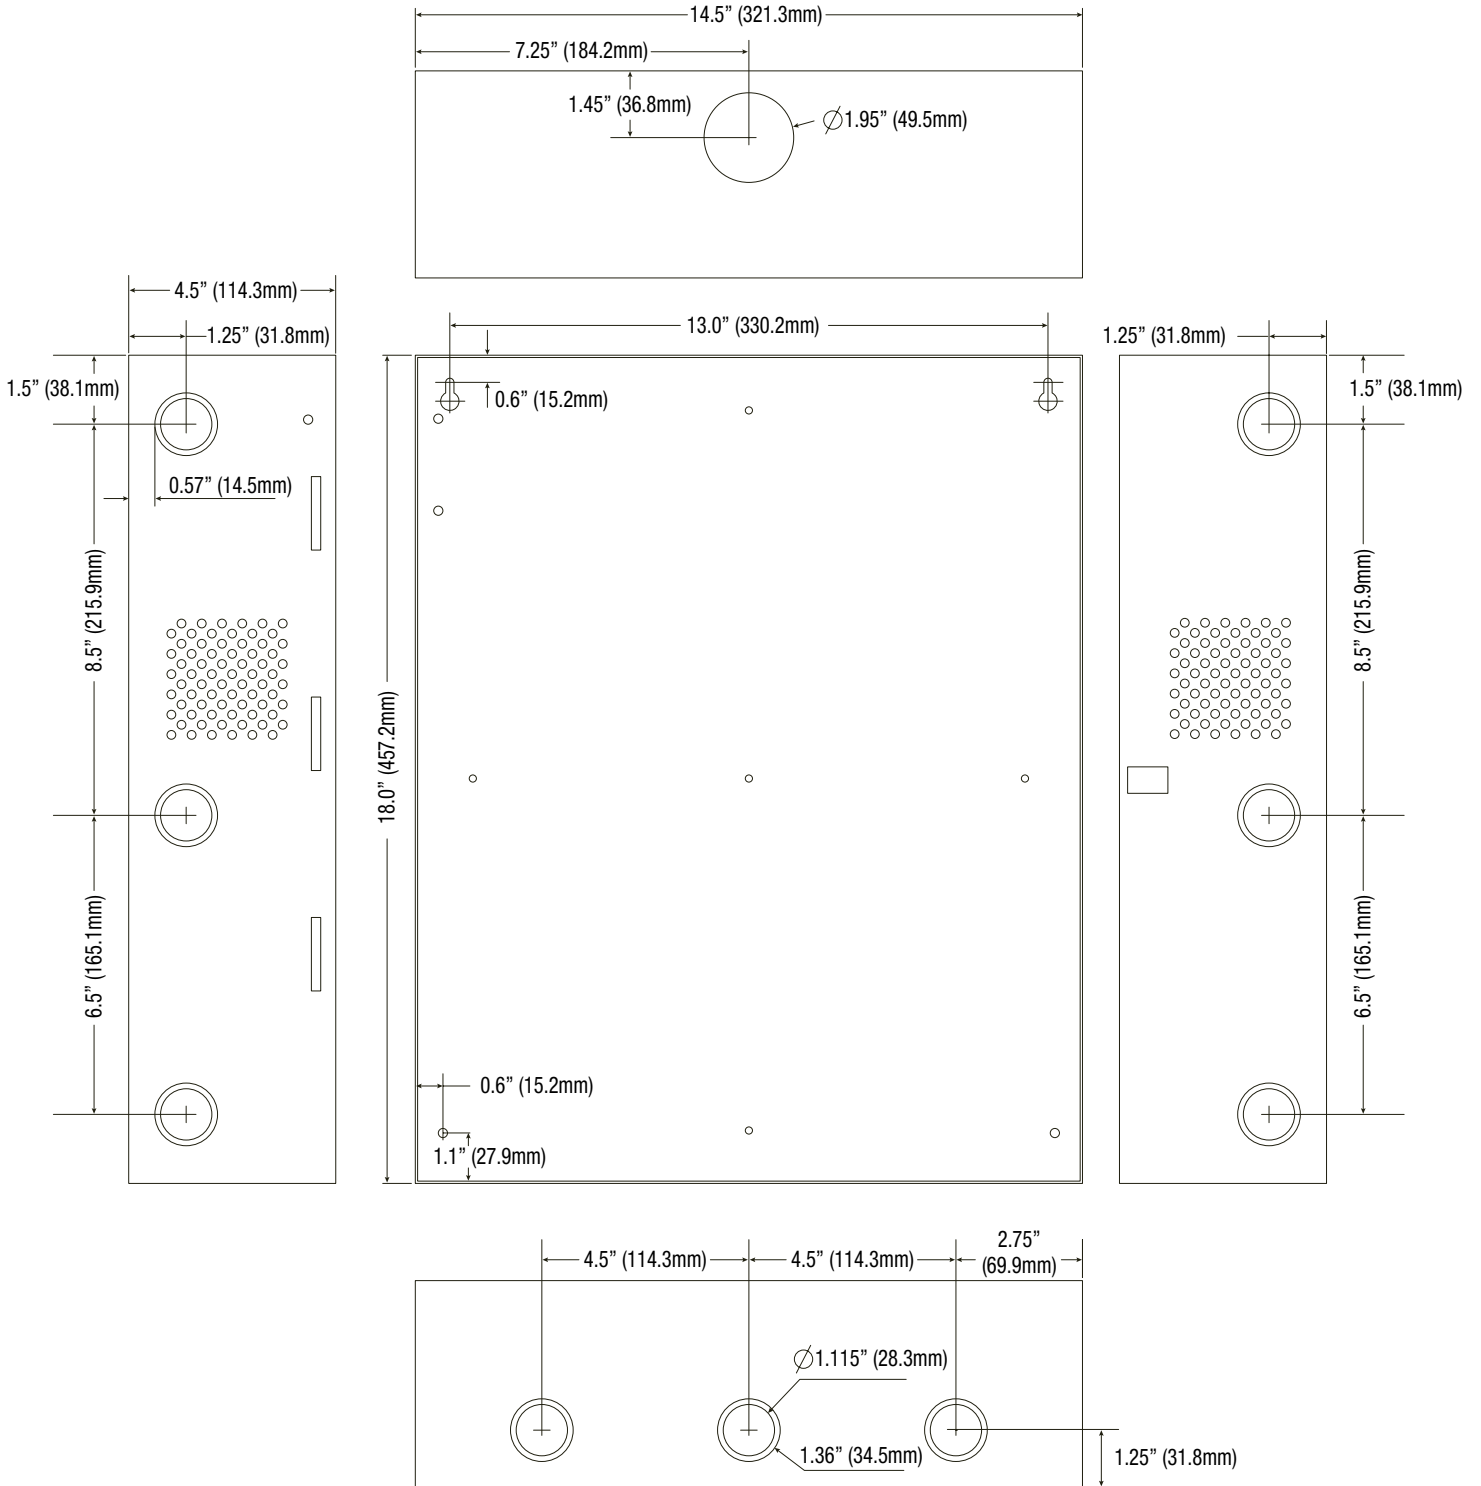 14.5” (321.3mm)
7.25” (184.2mm)
1.45” (36.8mm)
∅1.95” (49.5mm)
4.5” (114.3mm)
1.25” (31.8mm)
1.5” (38.1mm)
0.57” (14.5mm)
8.5” (215.9mm)
6.5” (165.1mm)
13.0” (330.2mm)
0.6” (15.2mm)
18.0” (457.2mm)
0.6” (15.2mm)
1.1” (27.9mm)
1.25” (31.8mm)
1.5” (38.1mm)
8.5” (215.9mm)
6.5” (165.1mm)
4.5” (114.3mm)
4.5” (114.3mm)
2.75”
(69.9mm)
∅1.115” (28.3mm)
1.36” (34.5mm)
1.25” (31.8mm)